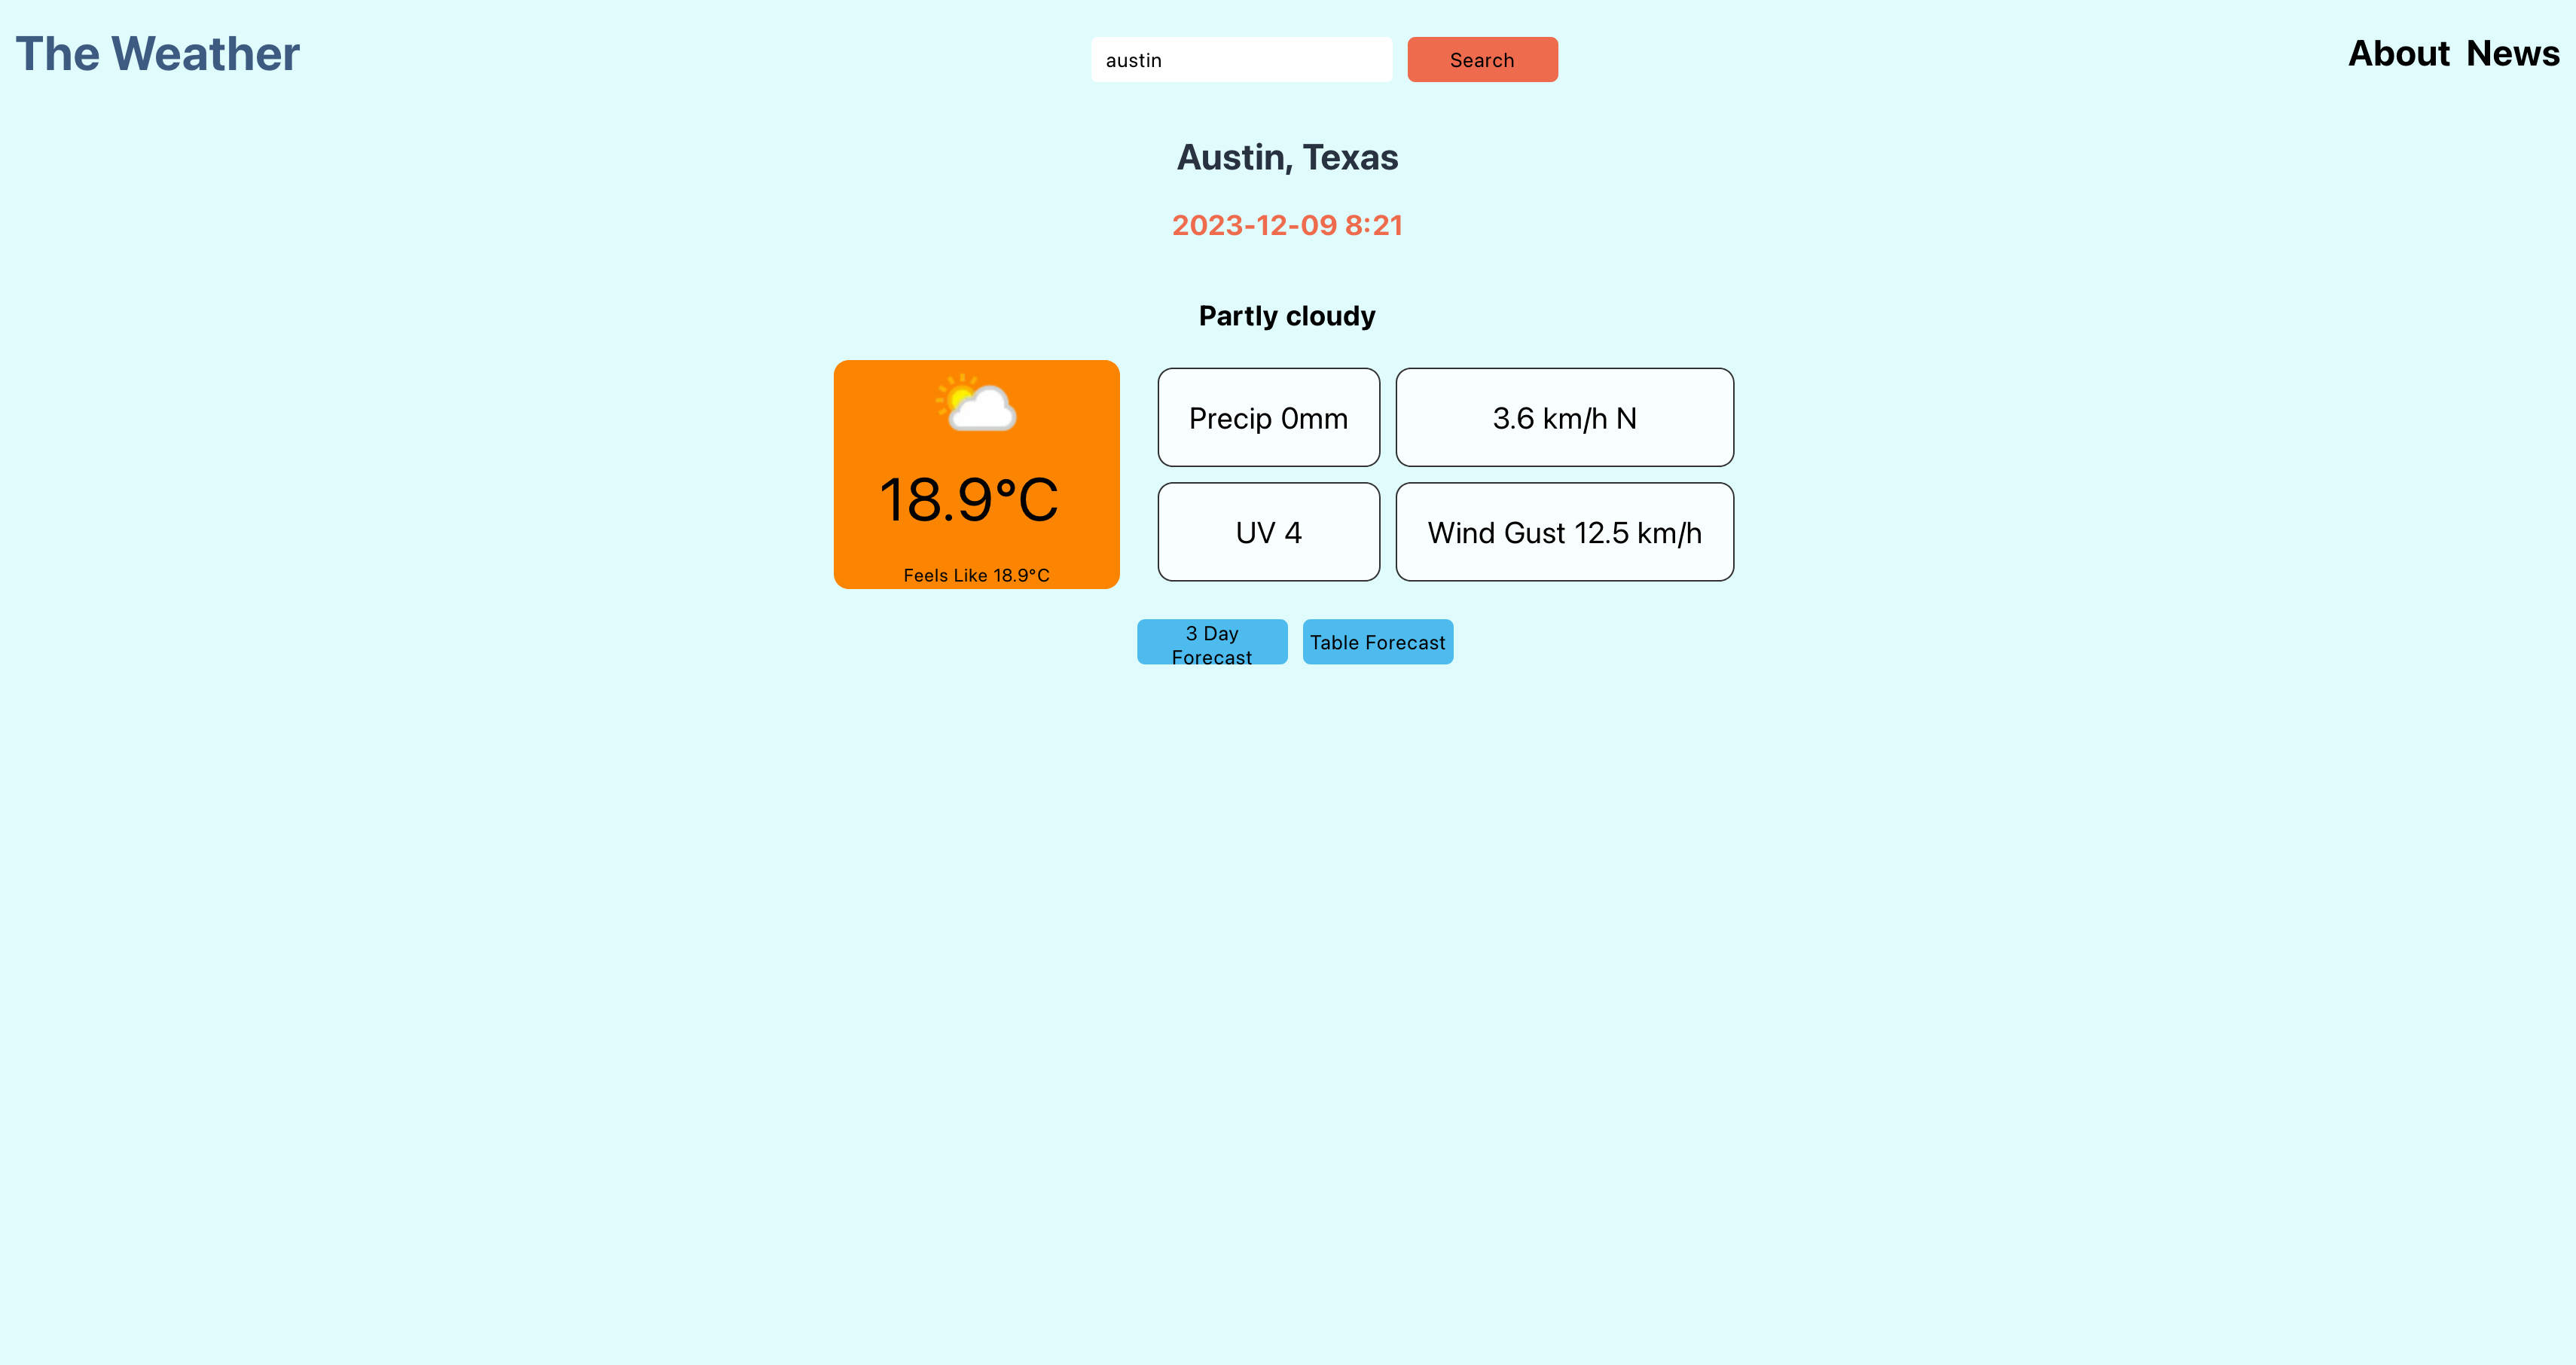 The Weather
austin
Search
About News
Austin, Texas
2023-12-09 8:21
Partly cloudy
18.9°C
Feels Like 18.9°C
Precip 0mm
3.6 km/h N
UV 4
Wind Gust 12.5 km/h
3 Day
Forecast
Table Forecast